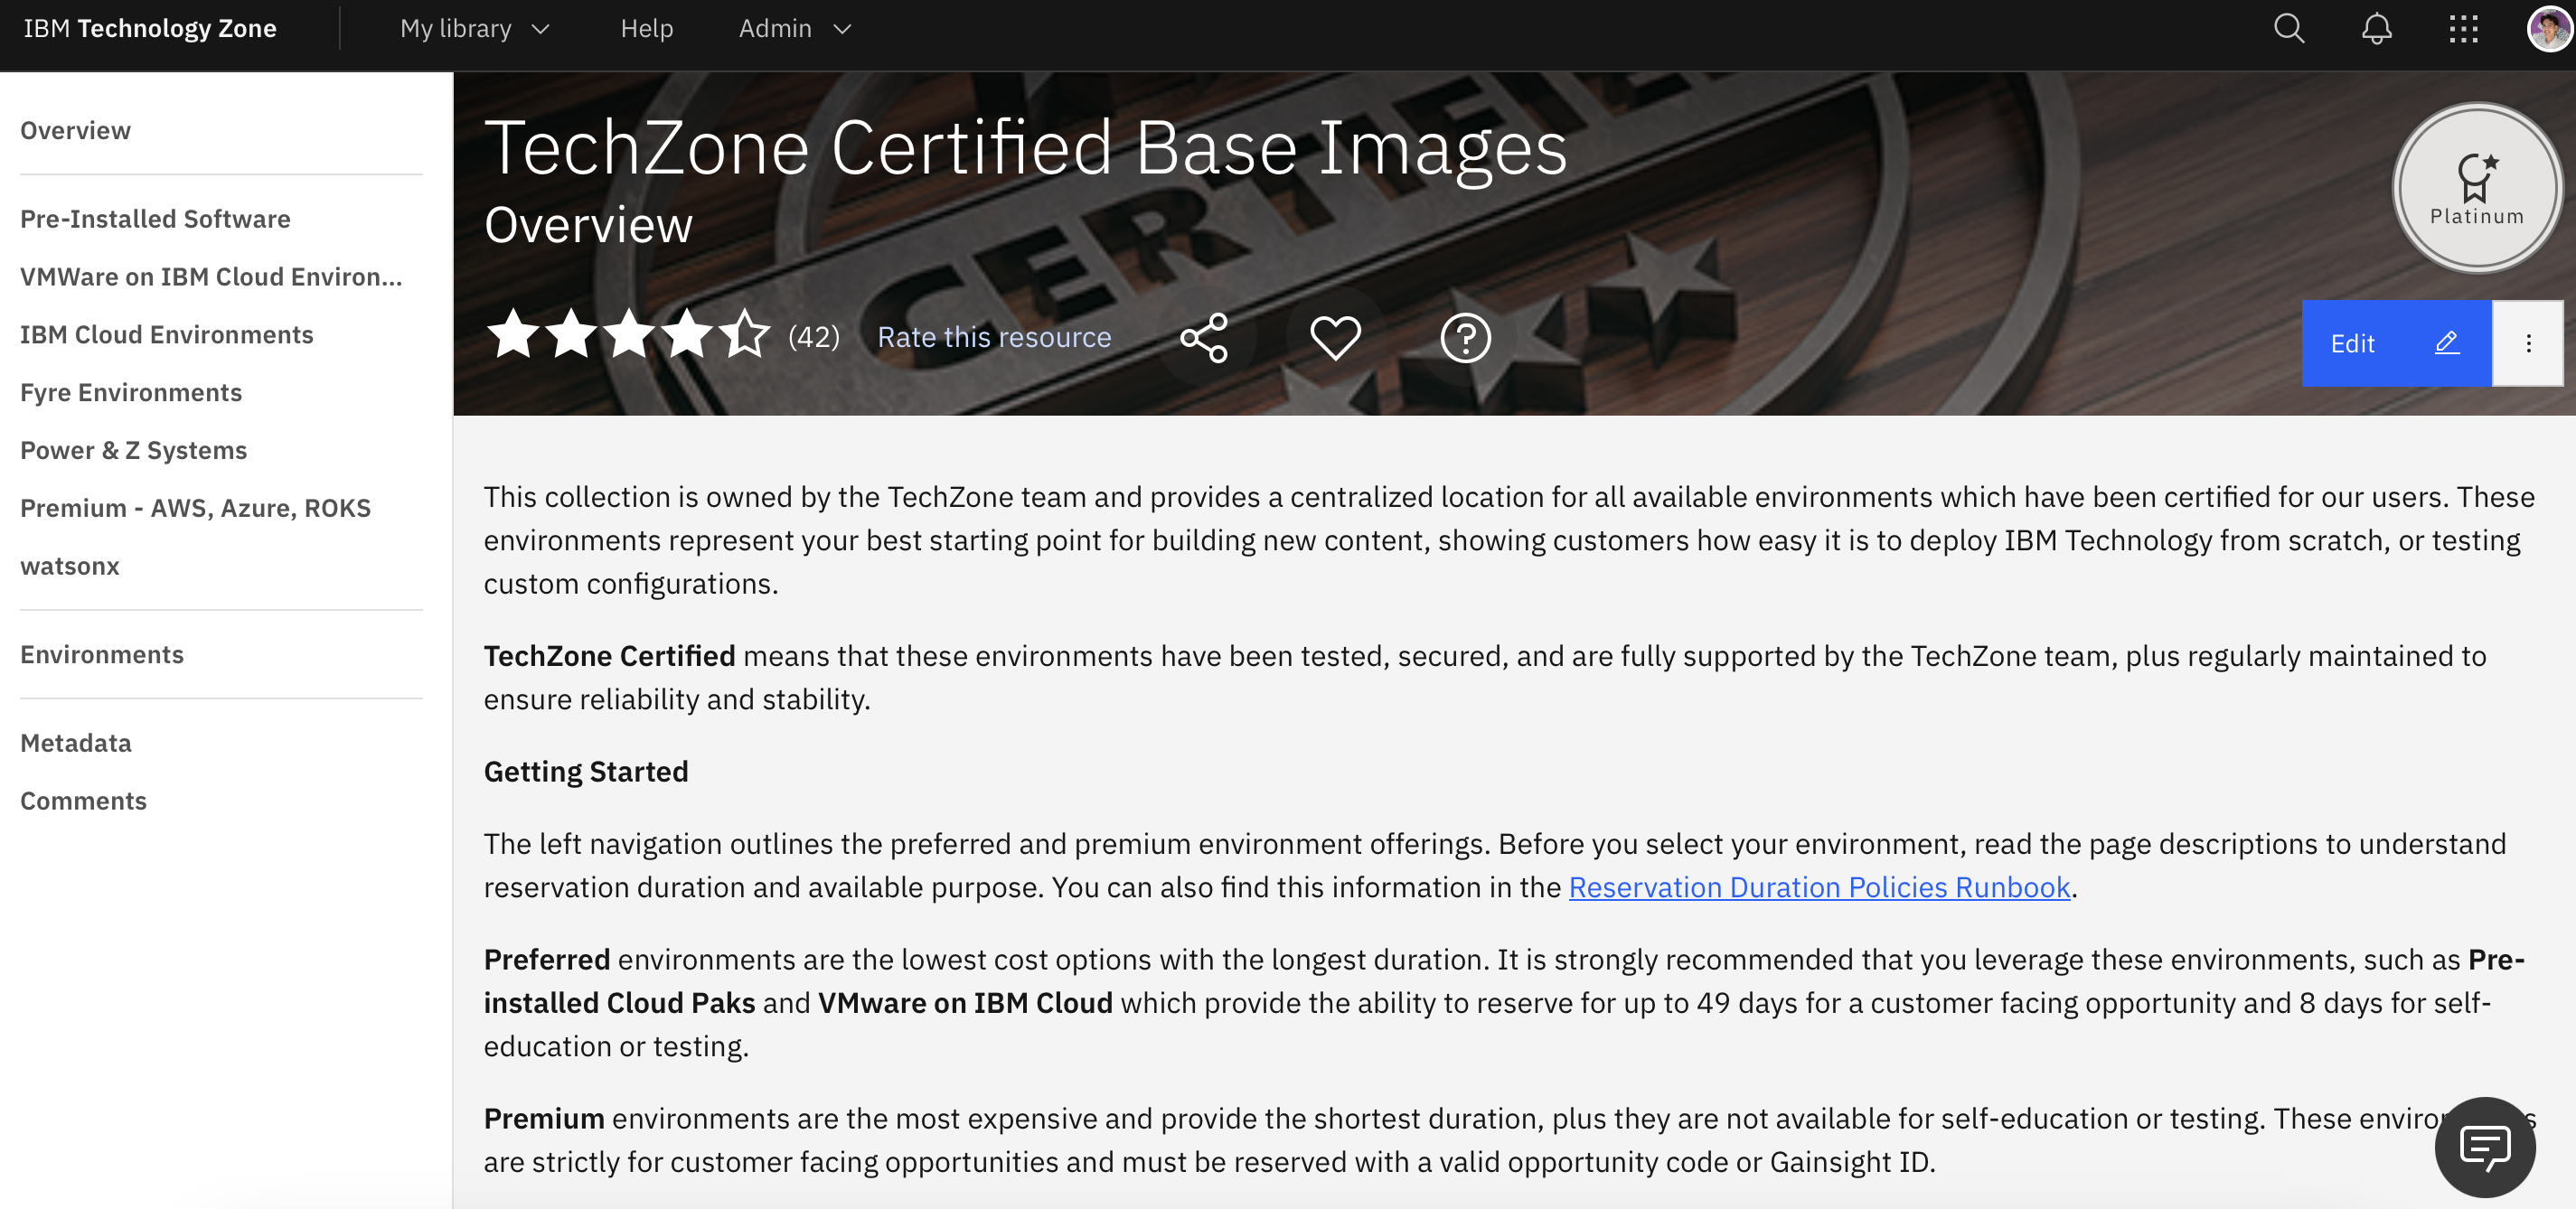 IBM Technology Zone
My library
Help
Admin
Overview
Pre-Installed Software
VMWare on IBM Cloud Environ...
IBM Cloud Environments
Fyre Environments
Power & Z Systems
Premium - AWS, Azure, ROKS
watsonx
Environments
Metadata
Comments
TechZone Certified Base Images
Overview
CERTIFIED
(42)
Rate this resource
Platinum
Edit
This collection is owned by the TechZone team and provides a centralized location for all available environments which have been certified for our users. These
environments represent your best starting point for building new content, showing customers how easy it is to deploy IBM Technology from scratch, or testing
custom configurations.
TechZone Certified means that these environments have been tested, secured, and are fully supported by the TechZone team, plus regularly maintained to
ensure reliability and stability.
Getting Started
The left navigation outlines the preferred and premium environment offerings. Before you select your environment, read the page descriptions to understand
reservation duration and available purpose. You can also find this information in the Reservation Duration Policies Runbook.
Preferred environments are the lowest cost options with the longest duration. It is strongly recommended that you leverage these environments, such as Pre-
installed Cloud Paks and VMware on IBM Cloud which provide the ability to reserve for up to 49 days for a customer facing opportunity and 8 days for self-
education or testing.
Premium environments are the most expensive and provide the shortest duration, plus they are not available for self-education or testing. These
are strictly for customer facing opportunities and must be reserved with a valid opportunity code or Gainsight ID.